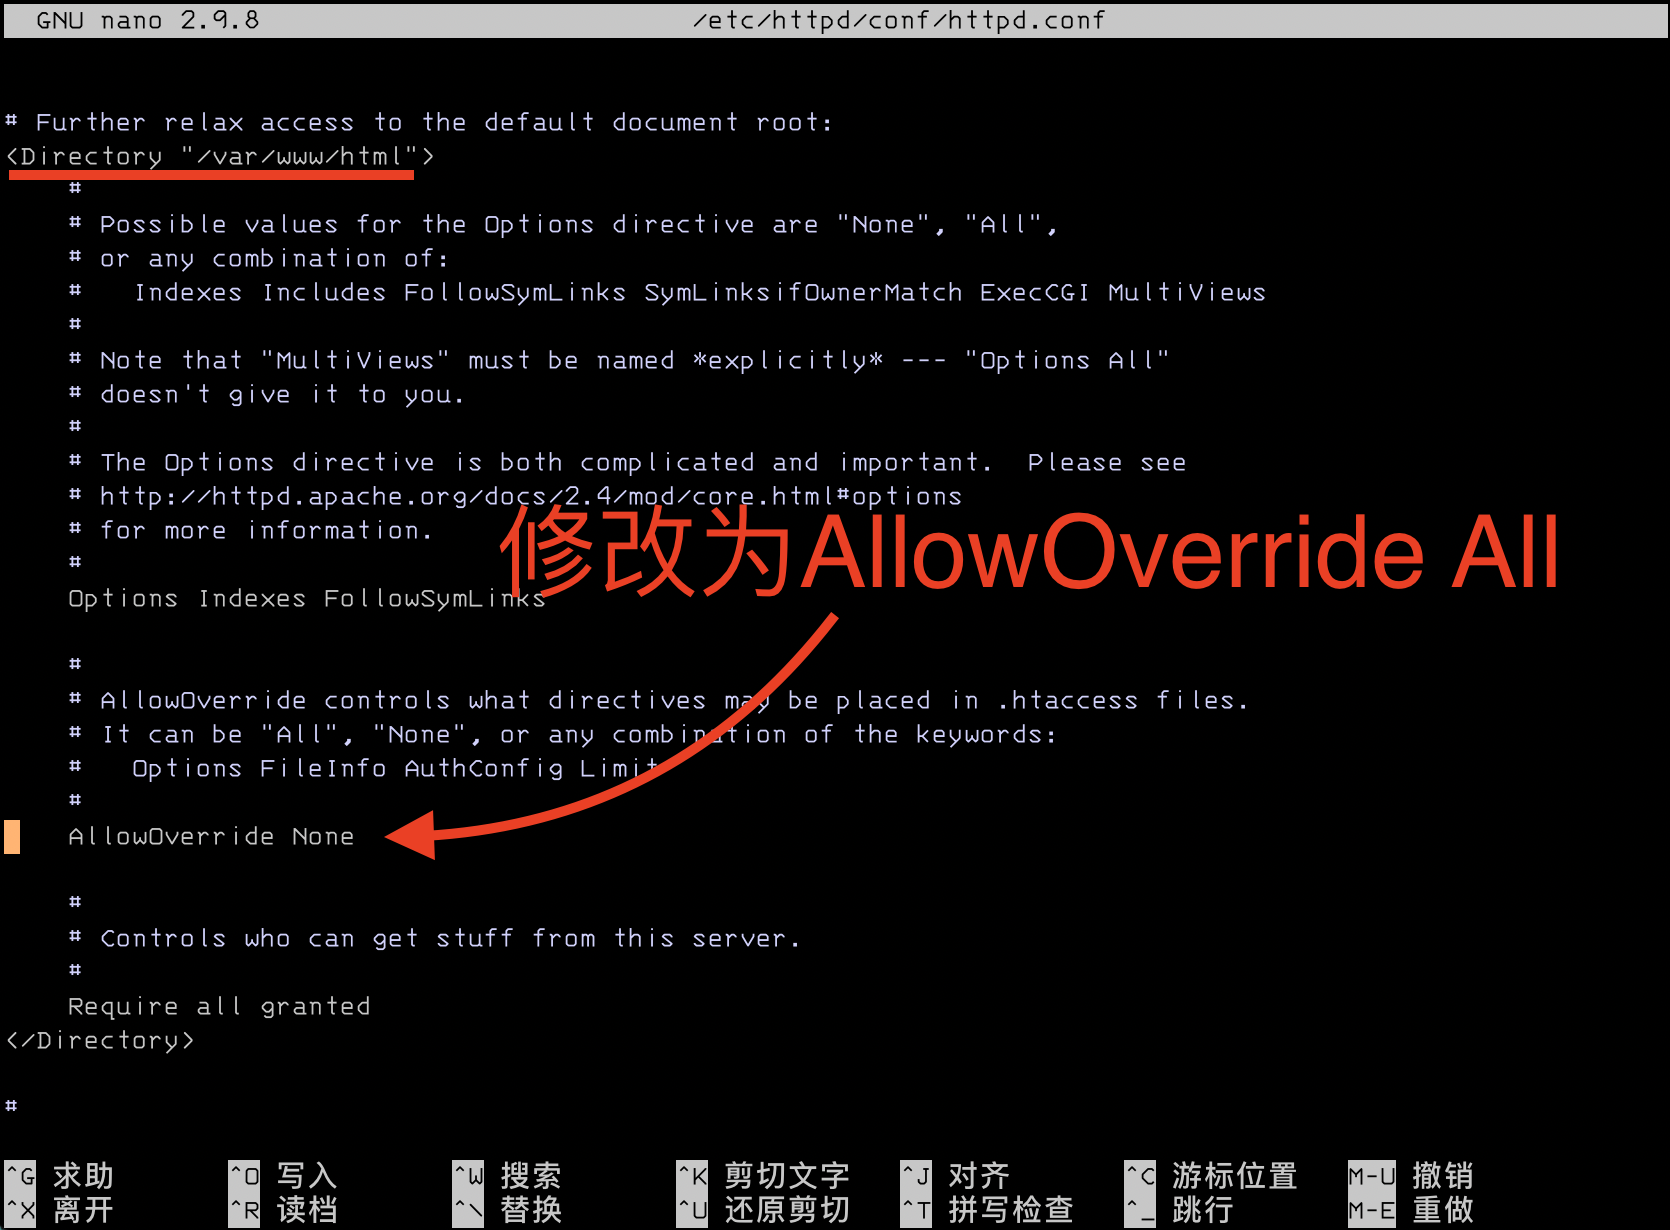 GNU nano 2.9.8 /etc/httpd/conf/httpd.conf
# Further relax access to the default document root:
<Directory "/var/www/html">
#
# Possible values for the Options directive are "None", "All",
# or any combination of:
#   Indexes Includes FollowSymLinks SymLinksifOwnerMatch ExecCGI MultiViews
#
# Note that "MultiViews" must be named *explicitly* --- "Options All"
# doesn't give it to you.
#
# The Options directive is both complicated and important.  Please see
# http://httpd.apache.org/docs/2.4/mod/core.html#options
# for more information.
修改为AllowOverride All
#
Options Indexes FollowSymLinks
#
# AllowOverride controls what directives may be placed in .htaccess files.
# It can be "All", "None", or any combination of the keywords:
#   Options FileInfo AuthConfig Limit
#
AllowOverride None
#
# Controls who can get stuff from this server.
#
Require all granted
</Directory>
#
^G 求助 ^O 写入 ^W 搜索 ^K 剪切文字 ^J 对齐 ^C 游标位置 M-U 撤销
^X 离开 ^R 读档 ^\ 替换 ^U 还原剪切 ^T 拼写检查 ^_ 跳行 M-E 重做